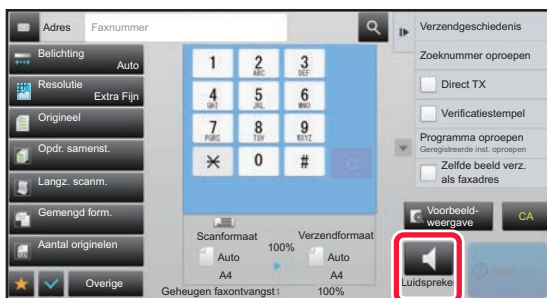 Adres Faxnummer
Belichting
Auto
Resolutie
Extra Fijn
Origineel
Opdr. samenst.
Langz. scanm.
Gemengd form.
Aantal originelen
Overige
1 2 3
ABC DEF
4 5 6
GHI JKL MNO
7 8 9
PQRS TUV WXYZ
0 #
C
Scanformaat
Auto
A4
100%
Verzendformaat
Auto
A4
Geheugen faxontvangst: 100%
Verzendgeschiedenis
Zoeknummer oproepen
Direct TX
Verificatiestempel
Programma oproepen
Geregistreerde inst. oproepen
Zelfde beeld verz.
als faxadres
Voorbeeld-
weergave
CA
Luidspreker
Start